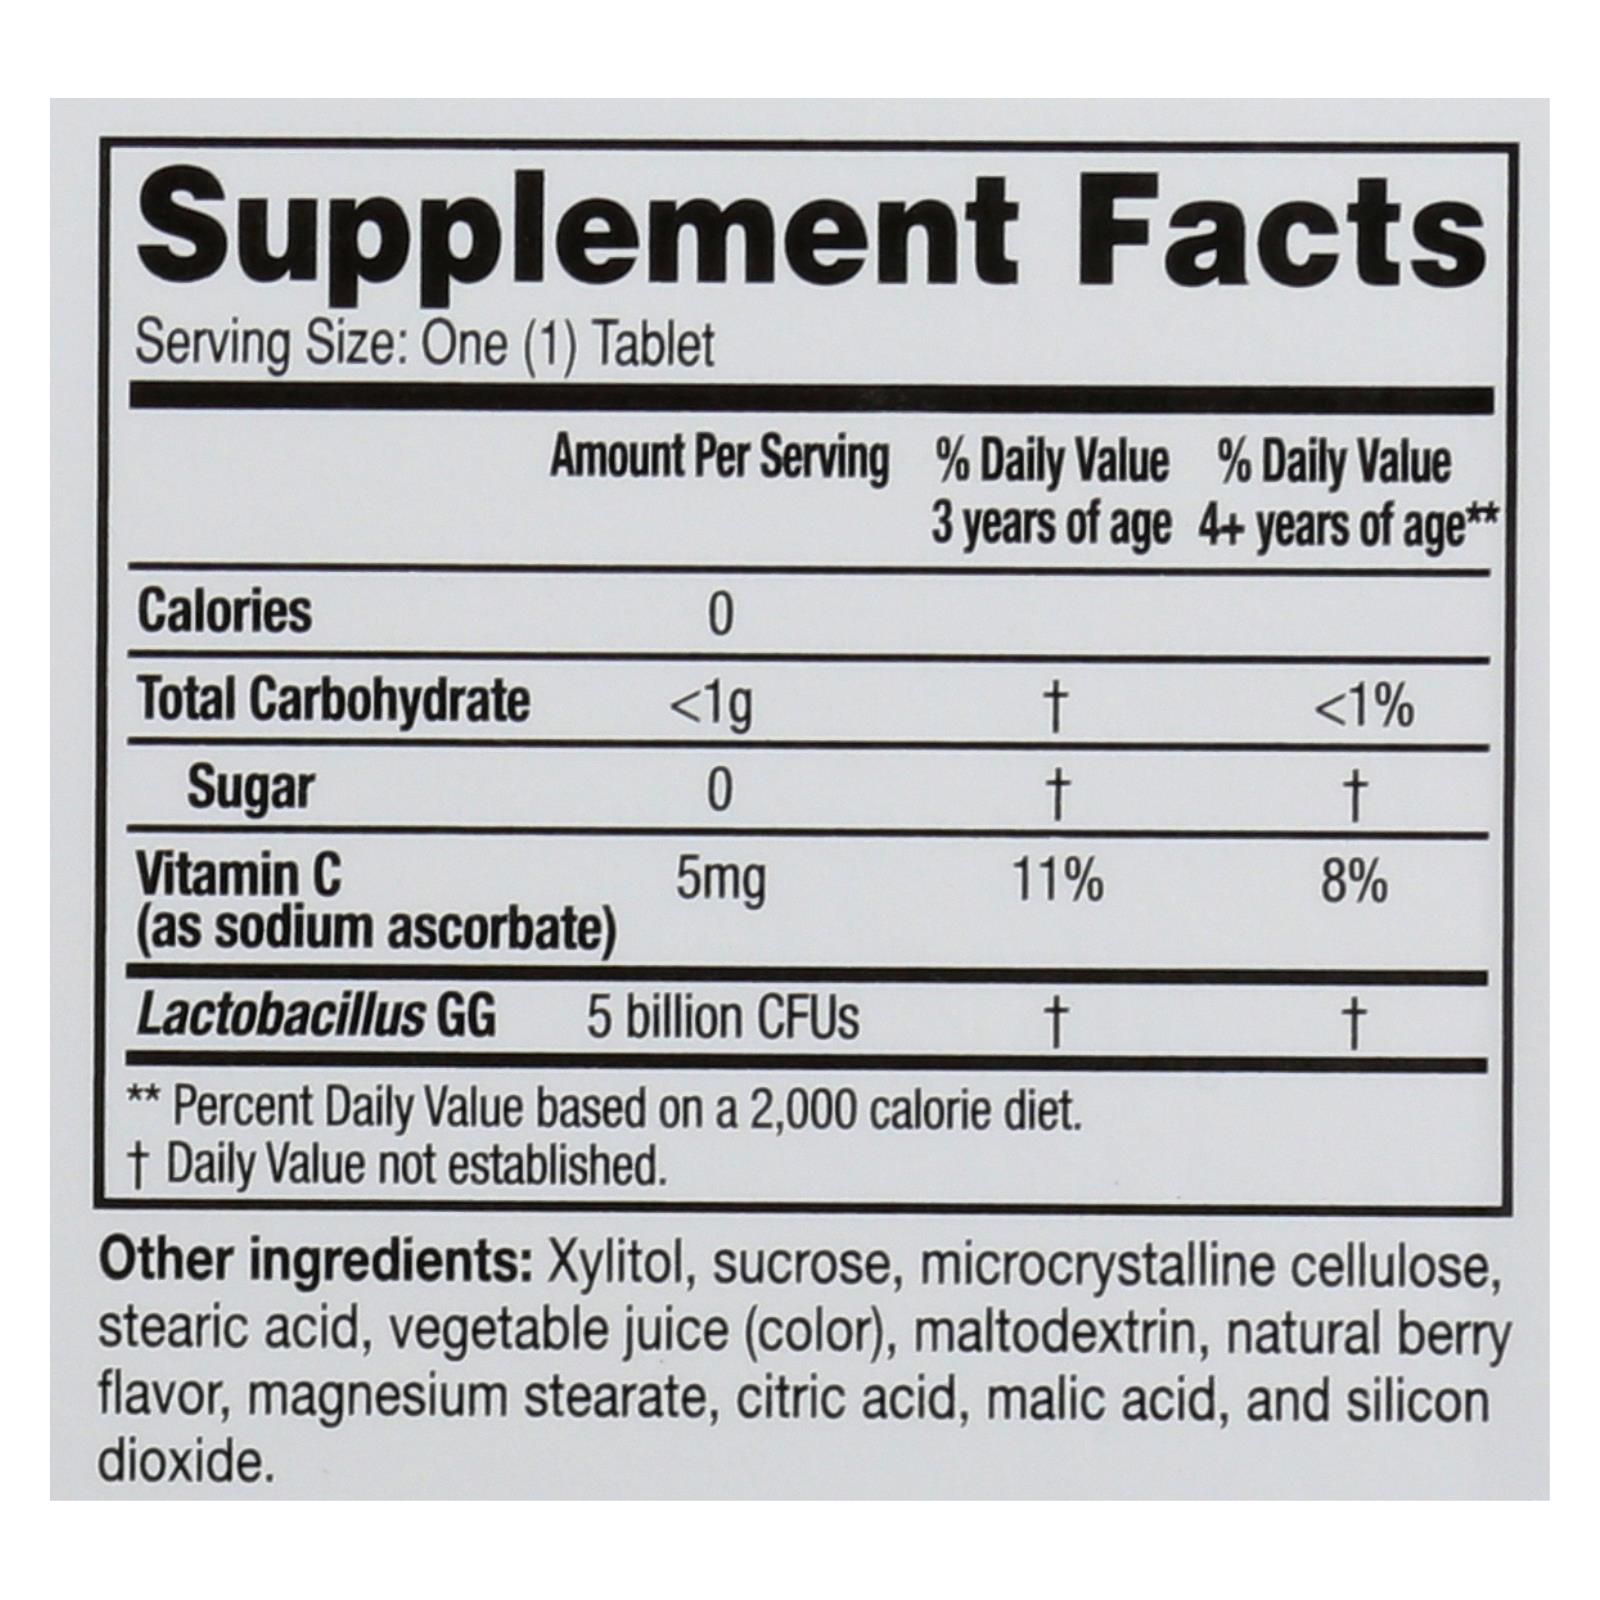 Supplement Facts
Serving Size: One (1) Tablet
Amount Per Serving % Daily Value % Daily Value
3 years of age 4+ years of age**
Calories 0
Total Carbohydrate <1g † <1%
Sugar 0 † †
Vitamin C 5mg 11% 8%
(as sodium ascorbate)
Lactobacillus GG 5 billion CFUs † †
** Percent Daily Value based on a 2,000 calorie diet.
† Daily Value not established.
Other ingredients: Xylitol, sucrose, microcrystalline cellulose,
stearic acid, vegetable juice (color), maltodextrin, natural berry
flavor, magnesium stearate, citric acid, malic acid, and silicon
dioxide.